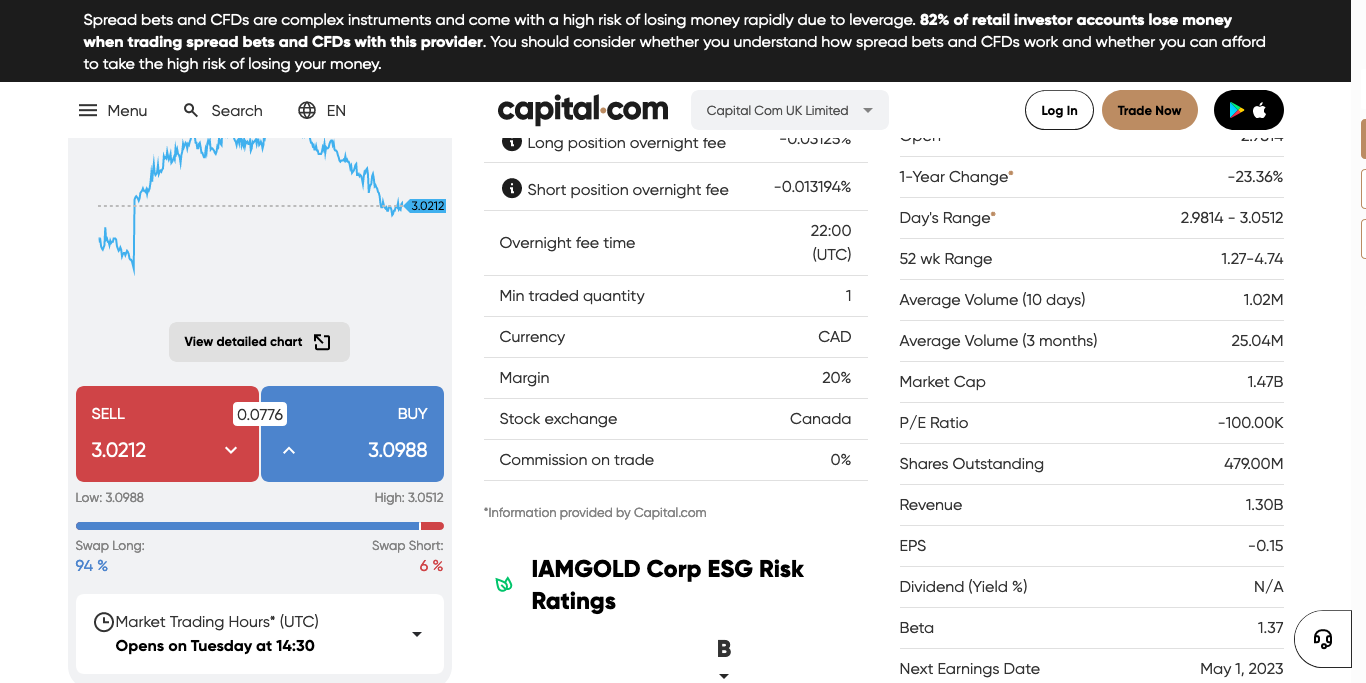 Spread bets and CFDs are complex instruments and come with a high risk of losing money rapidly due to leverage. 82% of retail investor accounts lose money
when trading spread bets and CFDs with this provider. You should consider whether you understand how spread bets and CFDs work and whether you can afford
to take the high risk of losing your money.
Menu
Search
EN
capital.com
Capital Com UK Limited
Log In
Trade Now
3.0212
View detailed chart
SELL
3.0212
0.0776
BUY
3.0988
Low: 3.0988
High: 3.0512
Swap Long:
Swap Short:
94 %
6 %
Market Trading Hours* (UTC)
Opens on Tuesday at 14:30
Long position overnight fee -0.03125%
Short position overnight fee -0.013194%
Overnight fee time 22:00
(UTC)
Min traded quantity 1
Currency CAD
Margin 20%
Stock exchange Canada
Commission on trade 0%
*Information provided by Capital.com
IAMGOLD Corp ESG Risk
Ratings
B
Open 2.9814
1-Year Change* -23.36%
Day's Range* 2.9814 - 3.0512
52 wk Range 1.27-4.74
Average Volume (10 days) 1.02M
Average Volume (3 months) 25.04M
Market Cap 1.47B
P/E Ratio -100.00K
Shares Outstanding 479.00M
Revenue 1.30B
EPS -0.15
Dividend (Yield %) N/A
Beta 1.37
Next Earnings Date May 1, 2023